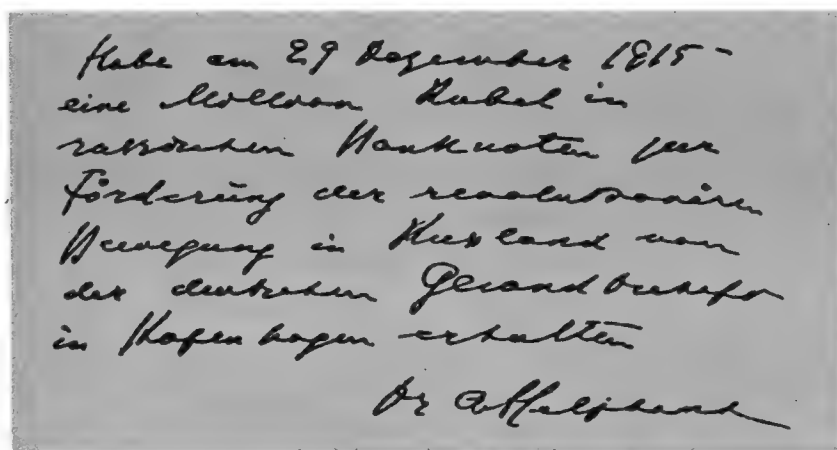 Habe am 29 Dezember 1915 -
eine Million Rubel in
russischen Banknoten zur
Förderung der revolutionären
Bewegung in Russland von
der deutschen Gesandtschaft
in Kopenhagen erhalten
Dr A Helphand